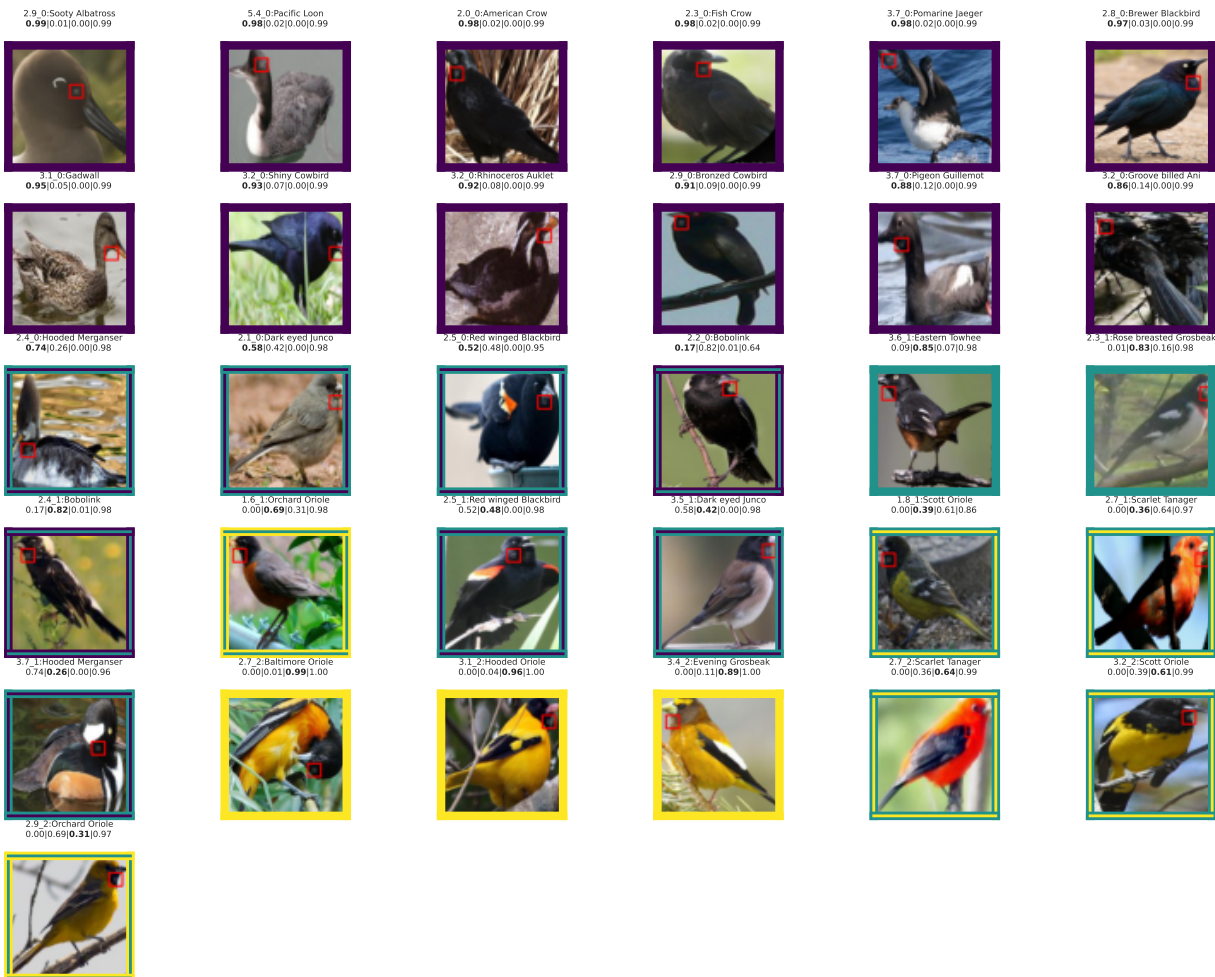 2.9_0:Sooty Albatross
0.99|0.01|0.00|0.99
5.4_0:Pacific Loon
0.98|0.02|0.00|0.99
2.0_0:American Crow
0.98|0.02|0.00|0.99
2.3_0:Fish Crow
0.98|0.02|0.00|0.99
3.7_0:Pomarine Jaeger
0.98|0.02|0.00|0.99
2.8_0:Brewer Blackbird
0.97|0.03|0.00|0.99
3.1_0:Gadwall
0.95|0.05|0.00|0.99
3.2_0:Shiny Cowbird
0.93|0.07|0.00|0.99
3.2_0:Rhinoceros Auklet
0.92|0.08|0.00|0.99
2.9_0:Bronzed Cowbird
0.91|0.09|0.00|0.99
3.7_0:Pigeon Guillemot
0.88|0.12|0.00|0.99
3.2_0:Groove billed Ani
0.86|0.14|0.00|0.99
2.4_0:Hooded Merganser
0.74|0.26|0.00|0.98
2.1_0:Dark eyed Junco
0.58|0.42|0.00|0.98
2.5_0:Red winged Blackbird
0.52|0.48|0.00|0.95
2.2_0:Bobolink
0.17|0.82|0.01|0.64
3.6_1:Eastern Towhee
0.09|0.85|0.07|0.98
2.3_1:Rose breasted Grosbeak
0.01|0.83|0.16|0.98
2.4_1:Bobolink
0.17|0.82|0.01|0.98
1.6_1:Orchard Oriole
0.00|0.69|0.31|0.98
2.5_1:Red winged Blackbird
0.52|0.48|0.00|0.98
3.5_1:Dark eyed Junco
0.58|0.42|0.00|0.98
1.8_1:Scott Oriole
0.00|0.39|0.61|0.86
2.7_1:Scarlet Tanager
0.00|0.36|0.64|0.97
3.7_1:Hooded Merganser
0.74|0.26|0.00|0.96
2.7_2:Baltimore Oriole
0.00|0.01|0.99|1.00
3.1_2:Hooded Oriole
0.00|0.04|0.96|1.00
3.4_2:Evening Grosbeak
0.00|0.11|0.89|1.00
2.7_2:Scarlet Tanager
0.00|0.36|0.64|0.99
3.2_2:Scott Oriole
0.00|0.39|0.61|0.99
2.9_2:Orchard Oriole
0.00|0.69|0.31|0.97